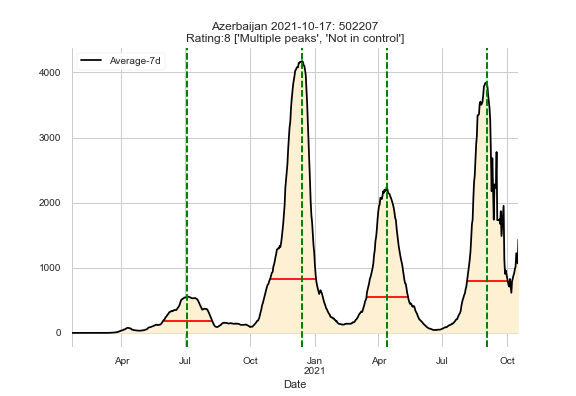 Azerbaijan 2021-10-17: 502207
Rating:8 ['Multiple peaks', 'Not in control']
Average-7d
4000
3000
2000
1000
0
Apr Jul Oct Jan Apr Jul Oct
2021
Date